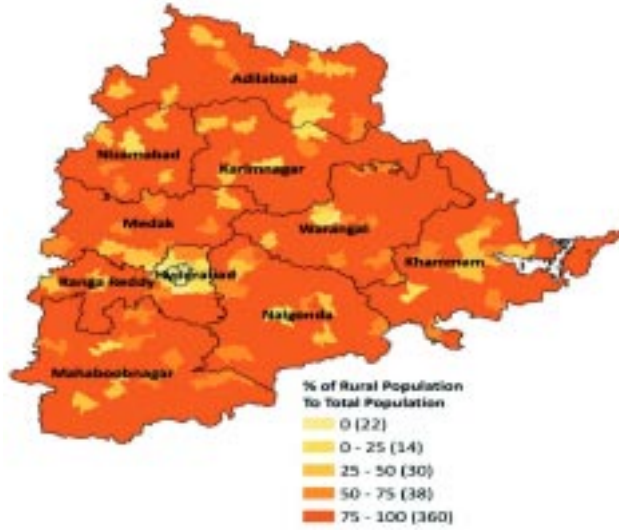 Adilabad
Nizamabad
Karimnagar
Medak
Warangal
Ranga Reddy
Hyderabad
Khammam
Nalgonda
Mahaboobnagar
% of Rural Population
To Total Population
0 (22)
0 - 25 (14)
25 - 50 (30)
50 - 75 (38)
75 - 100 (360)